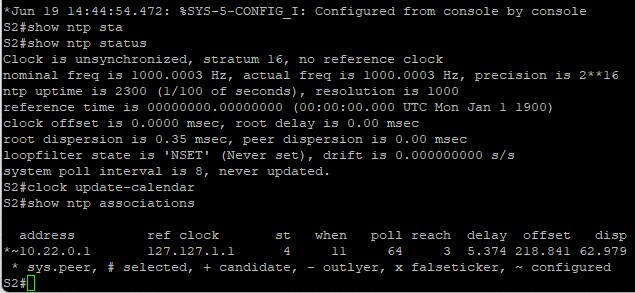 *Jun 19 14:44:54.472: %SYS-5-CONFIG_I: Configured from console by console
S2#show ntp sta
S2#show ntp status
Clock is unsynchronized, stratum 16, no reference clock
nominal freq is 1000.0003 Hz, actual freq is 1000.0003 Hz, precision is 2**16
ntp uptime is 2300 (1/100 of seconds), resolution is 1000
reference time is 00000000.00000000 (00:00:00.000 UTC Mon Jan 1 1900)
clock offset is 0.0000 msec, root delay is 0.00 msec
root dispersion is 0.35 msec, peer dispersion is 0.00 msec
loopfilter state is 'NSET' (Never set), drift is 0.000000000 s/s
system poll interval is 8, never updated.
S2#clock update-calendar
S2#show ntp associations
address ref clock st when poll reach delay offset disp
*~10.22.0.1 127.127.1.1 4 11 64 3 5.374 218.841 62.979
* sys.peer, # selected, + candidate, - outlyer, x falseticker, ~ configured
S2#